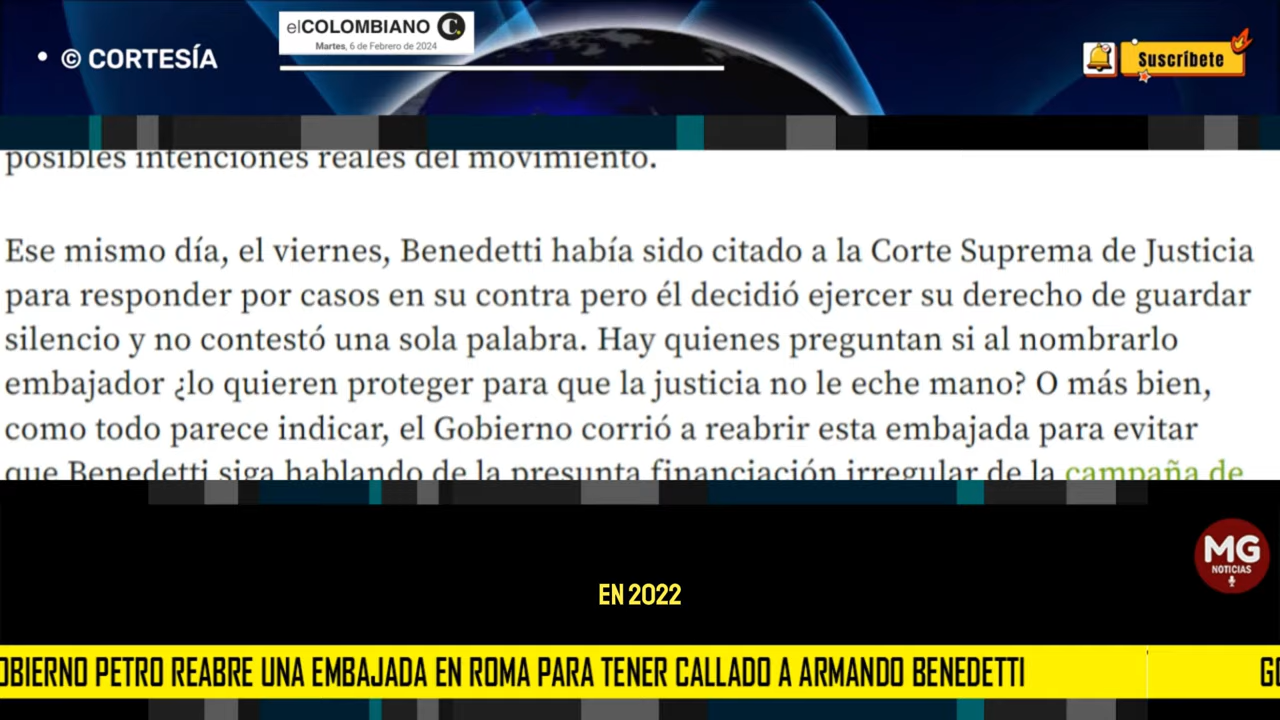 • © CORTESÍA
elCOLOMBIANO C.
Martes, 6 de Febrero de 2024
Suscríbete
posibles intenciones reales del movimiento.
Ese mismo día, el viernes, Benedetti había sido citado a la Corte Suprema de Justicia
para responder por casos en su contra pero él decidió ejercer su derecho de guardar
silencio y no contestó una sola palabra. Hay quienes preguntan si al nombrarlo
embajador ¿lo quieren proteger para que la justicia no le eche mano? O más bien,
como todo parece indicar, el Gobierno corrió a reabrir esta embajada para evitar
que Benedetti siga hablando de la presunta financiación irregular de la campaña de
MG
NOTICIAS
EN 2022
OBIERNO PETRO REABRE UNA EMBAJADA EN ROMA PARA TENER CALLADO A ARMANDO BENEDETTI GO